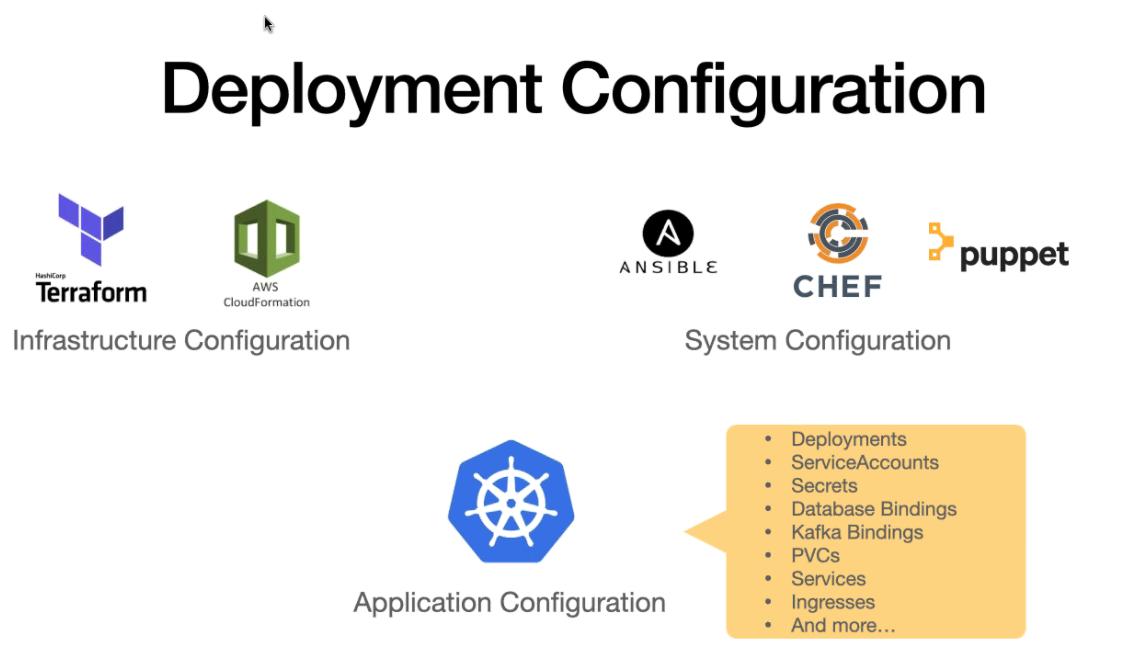 Deployment Configuration
HashiCorp
Terraform
AWS
CloudFormation
Infrastructure Configuration
ANSIBLE
CHEF
puppet
System Configuration
Application Configuration
• Deployments
• ServiceAccounts
• Secrets
• Database Bindings
• Kafka Bindings
• PVCs
• Services
• Ingresses
• And more…